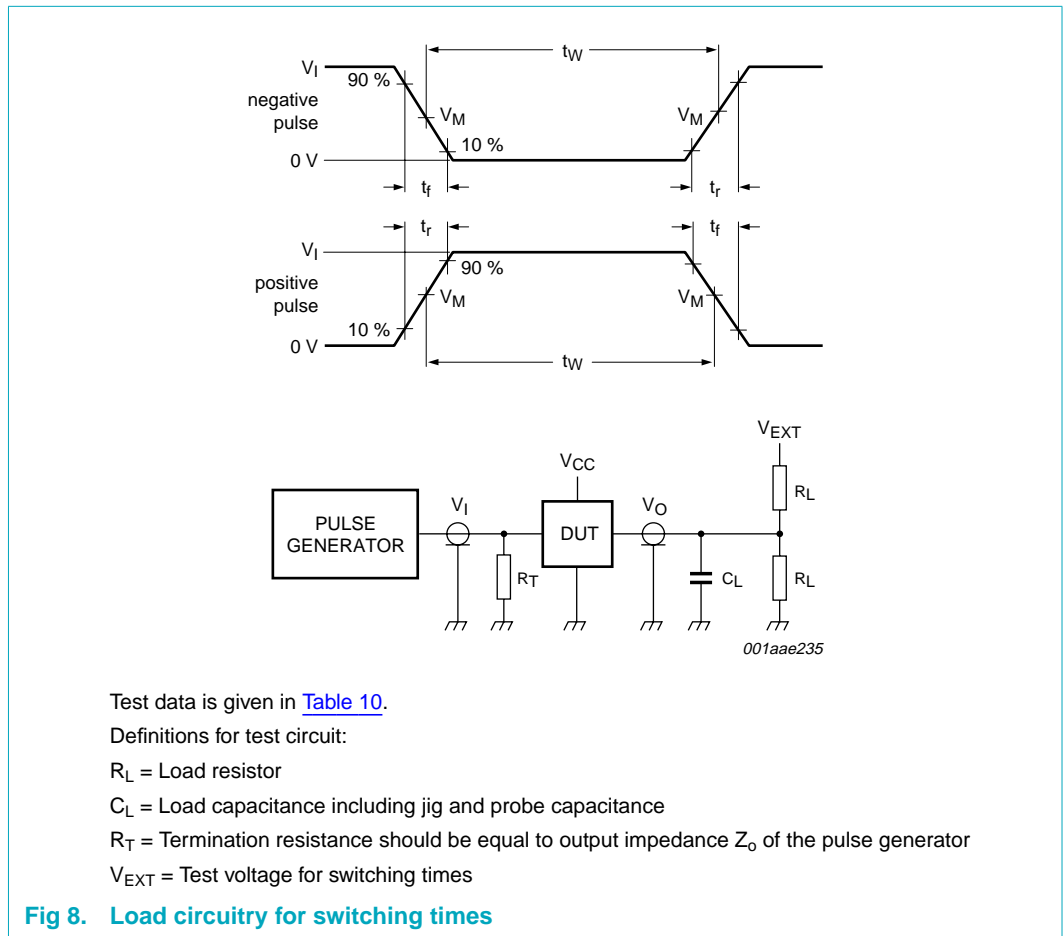 tW
VI
90 %
negative
pulse
VM
VM
10 %
0 V
tf
tr
tr
tf
VI
90 %
positive
pulse
VM
VM
10 %
0 V
tW
VEXT
VCC
RL
VI
VO
PULSE
GENERATOR
DUT
RT
CL
RL
001aae235
Test data is given in Table 10.
Definitions for test circuit:
RL = Load resistor
CL = Load capacitance including jig and probe capacitance
RT = Termination resistance should be equal to output impedance Zo of the pulse generator
VEXT = Test voltage for switching times
Fig 8. Load circuitry for switching times